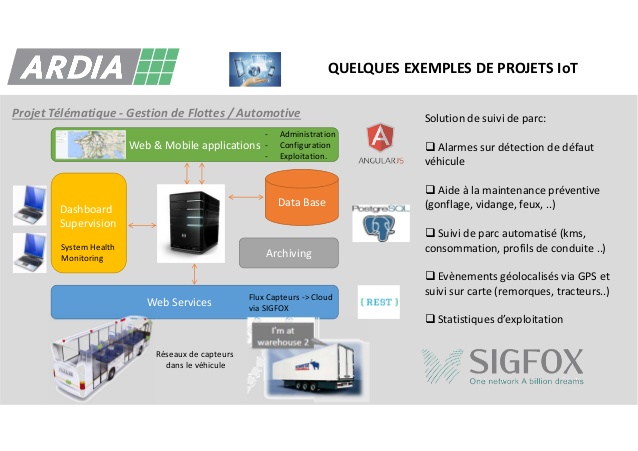 ARDIA
QUELQUES EXEMPLES DE PROJETS IoT
Projet Télématique - Gestion de Flottes / Automotive
Web & Mobile applications
- Administration
- Configuration
- Exploitation.
Dashboard
Supervision
System Health
Monitoring
Data Base
Archiving
Web Services
Flux Capteurs -> Cloud
via SIGFOX
Réseaux de capteurs
dans le véhicule
I'm at
warehouse 2
ANGULARJS
PostgreSQL
{ REST }
Solution de suivi de parc:
❑ Alarmes sur détection de défaut
véhicule
❑ Aide à la maintenance préventive
(gonflage, vidange, feux, ..)
❑ Suivi de parc automatisé (kms,
consommation, profils de conduite ..)
❑ Evènements géolocalisés via GPS et
suivi sur carte (remorques, tracteurs..)
❑ Statistiques d'exploitation
SIGFOX
One network A billion dreams